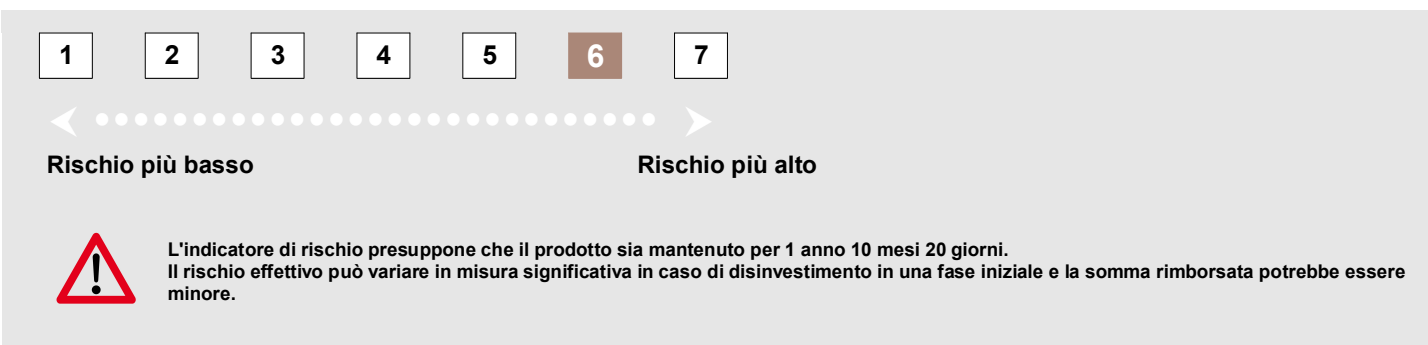 1 2 3 4 5 6 7
Rischio più basso Rischio più alto
L'indicatore di rischio presuppone che il prodotto sia mantenuto per 1 anno 10 mesi 20 giorni.
Il rischio effettivo può variare in misura significativa in caso di disinvestimento in una fase iniziale e la somma rimborsata potrebbe essere
minore.